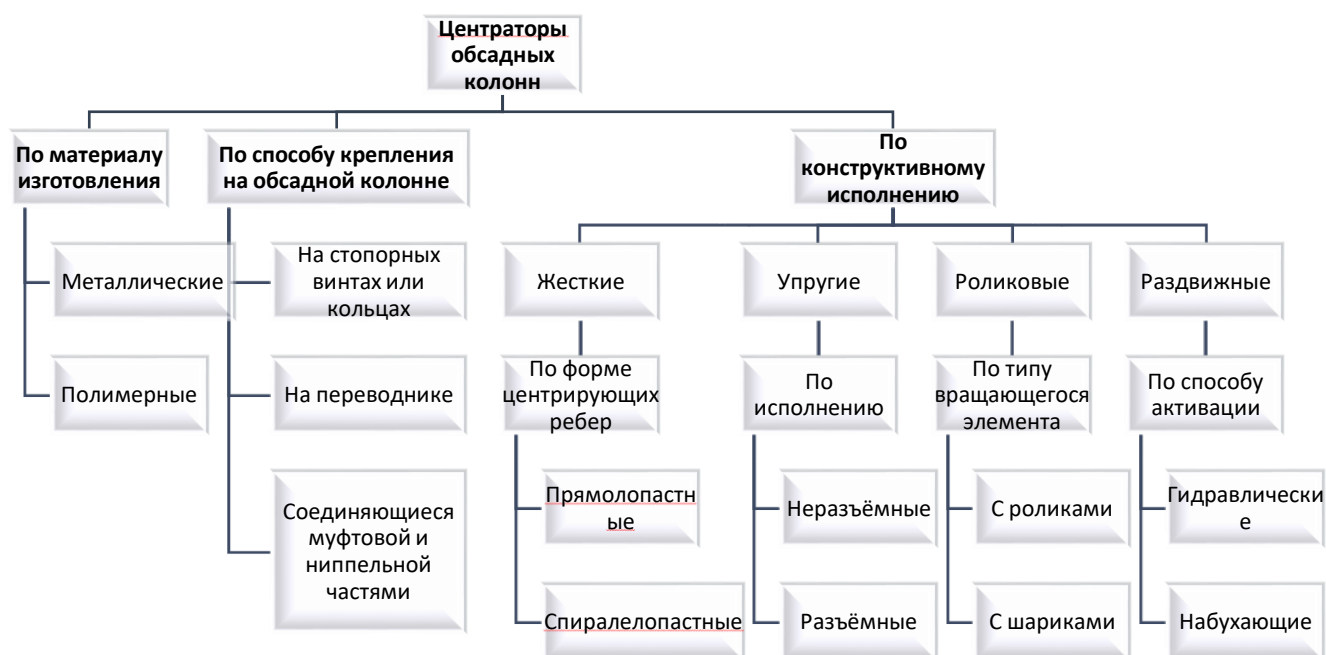 Центраторы
обсадных
колонн
По материалу
изготовления
По способу крепления
на обсадной колонне
По
конструктивному
исполнению
Металлические
Полимерные
На стопорных
винтах или
кольцах
На переводнике
Соединяющиеся
муфтовой и
ниппельной
частями
Жесткие
По форме
центрирующих
ребер
Прямолопастн
ые
Спиралелопастные
Упругие
По
исполнению
Неразъёмные
Разъёмные
Роликовые
По типу
вращающегося
элемента
С роликами
С шариками
Раздвижные
По способу
активации
Гидравлически
е
Набухающие